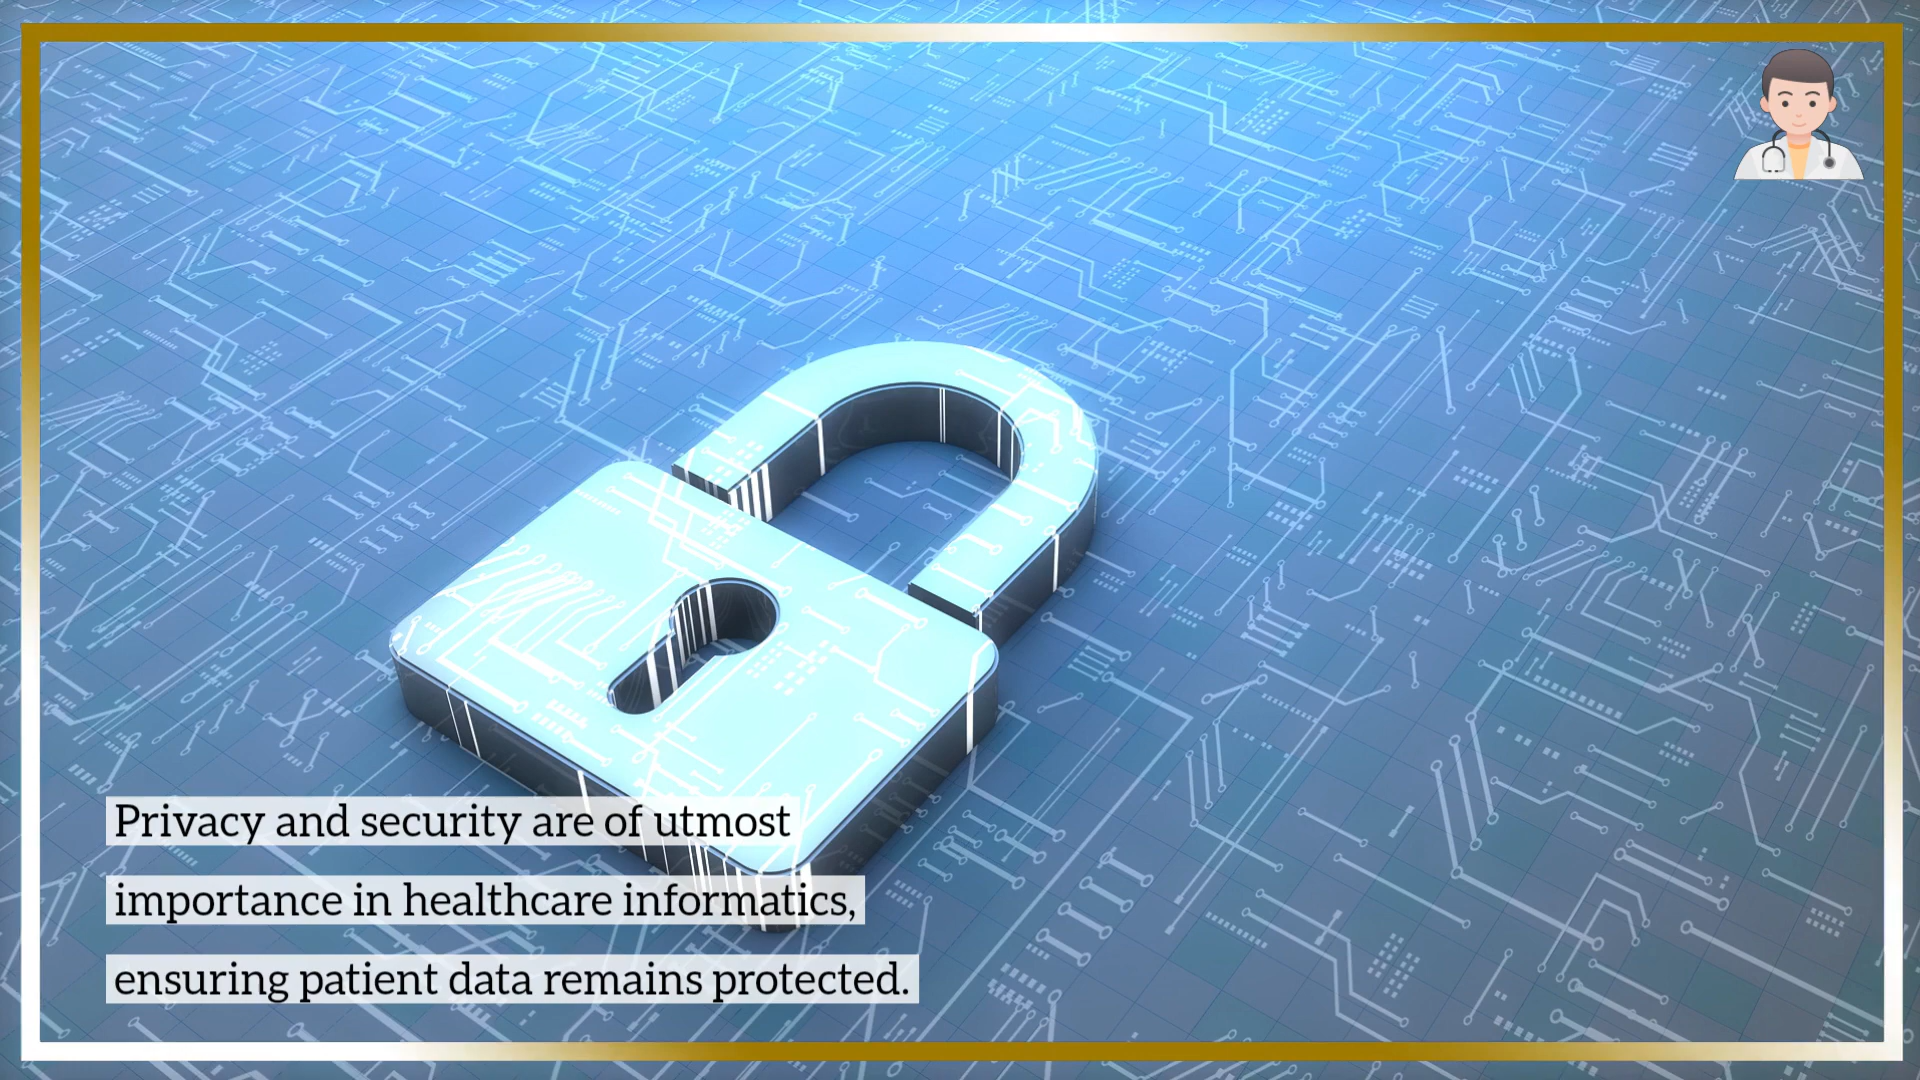 Privacy and security are of utmost
importance in healthcare informatics,
ensuring patient data remains protected.